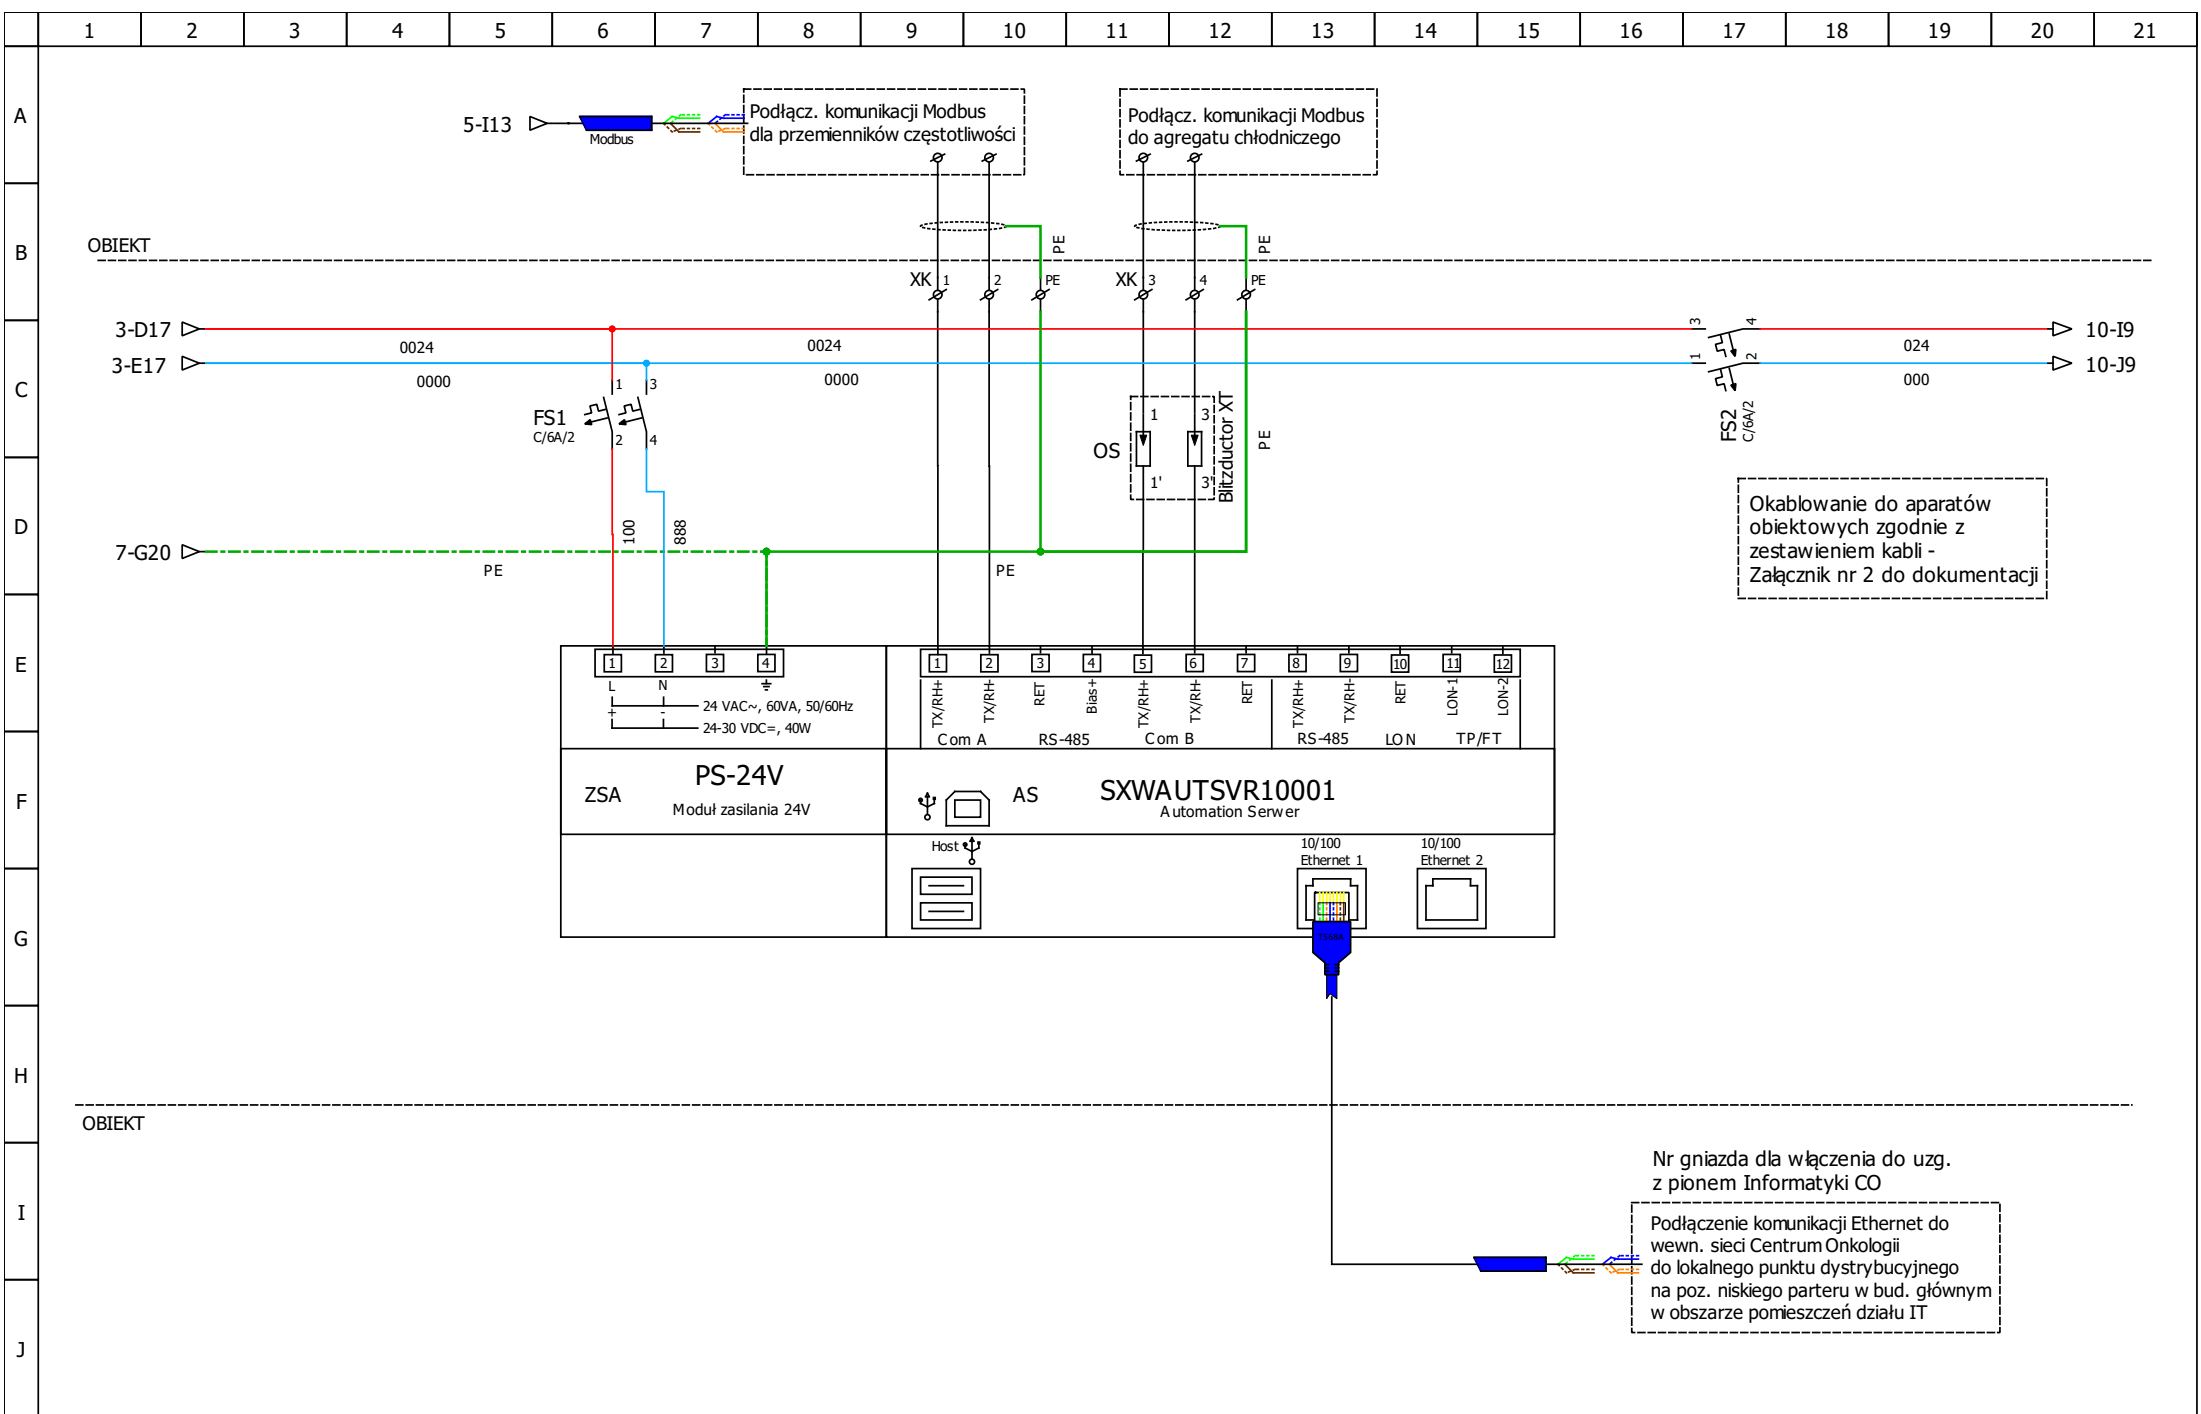 1 2 3 4 5 6 7 8 9 10 11 12 13 14 15 16 17 18 19 20 21
A
5-I13
Modbus
Podłącz. komunikacji Modbus
dla przemienników częstotliwości
Podłącz. komunikacji Modbus
do agregatu chłodniczego
B
OBIEKT
PE
PE
XK 1 2 PE
XK 3 4 PE
3-D17
3 4
10-I9
0024 0024 024
3-E17
1 2
10-J9
C
0000 0000 000
1 3
FS1
C/6A/2
2 4
FS2
C/6A/2
OS
1 3
1' 3'
Blitzductor XT
PE
D
100
888
7-G20
PE PE
Okablowanie do aparatów
obiektowych zgodnie z
zestawieniem kabli -
Załącznik nr 2 do dokumentacji
E
1 2 3 4
1 2 3 4 5 6 7 8 9 10 11 12
L N
+ -
24 VAC~, 60VA, 50/60Hz
24-30 VDC=, 40W
TX/RH+
TX/RH-
RET
Bias+
TX/RH+
TX/RH-
RET
TX/RH+
TX/RH-
RET
LON-1
LON-2
Com A RS-485 Com B RS-485 LON TP/FT
F
ZSA
PS-24V
Moduł zasilania 24V
AS
SXWAUTSVR10001
Automation Serwer
Host
10/100
Ethernet 1
10/100
Ethernet 2
G
T568A
H
OBIEKT
Nr gniazda dla włączenia do uzg.
z pionem Informatyki CO
I
Podłączenie komunikacji Ethernet do
wewn. sieci Centrum Onkologii
do lokalnego punktu dystrybucyjnego
na poz. niskiego parteru w bud. głównym
w obszarze pomieszczeń działu IT
J